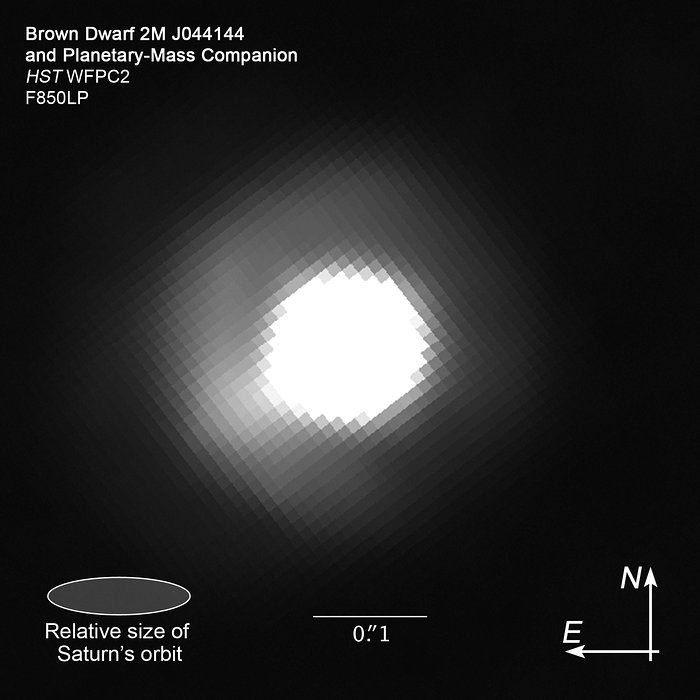 Brown Dwarf 2M J044144
and Planetary-Mass Companion
HST WFPC2
F850LP
N
E
Relative size of
Saturn's orbit
0."1